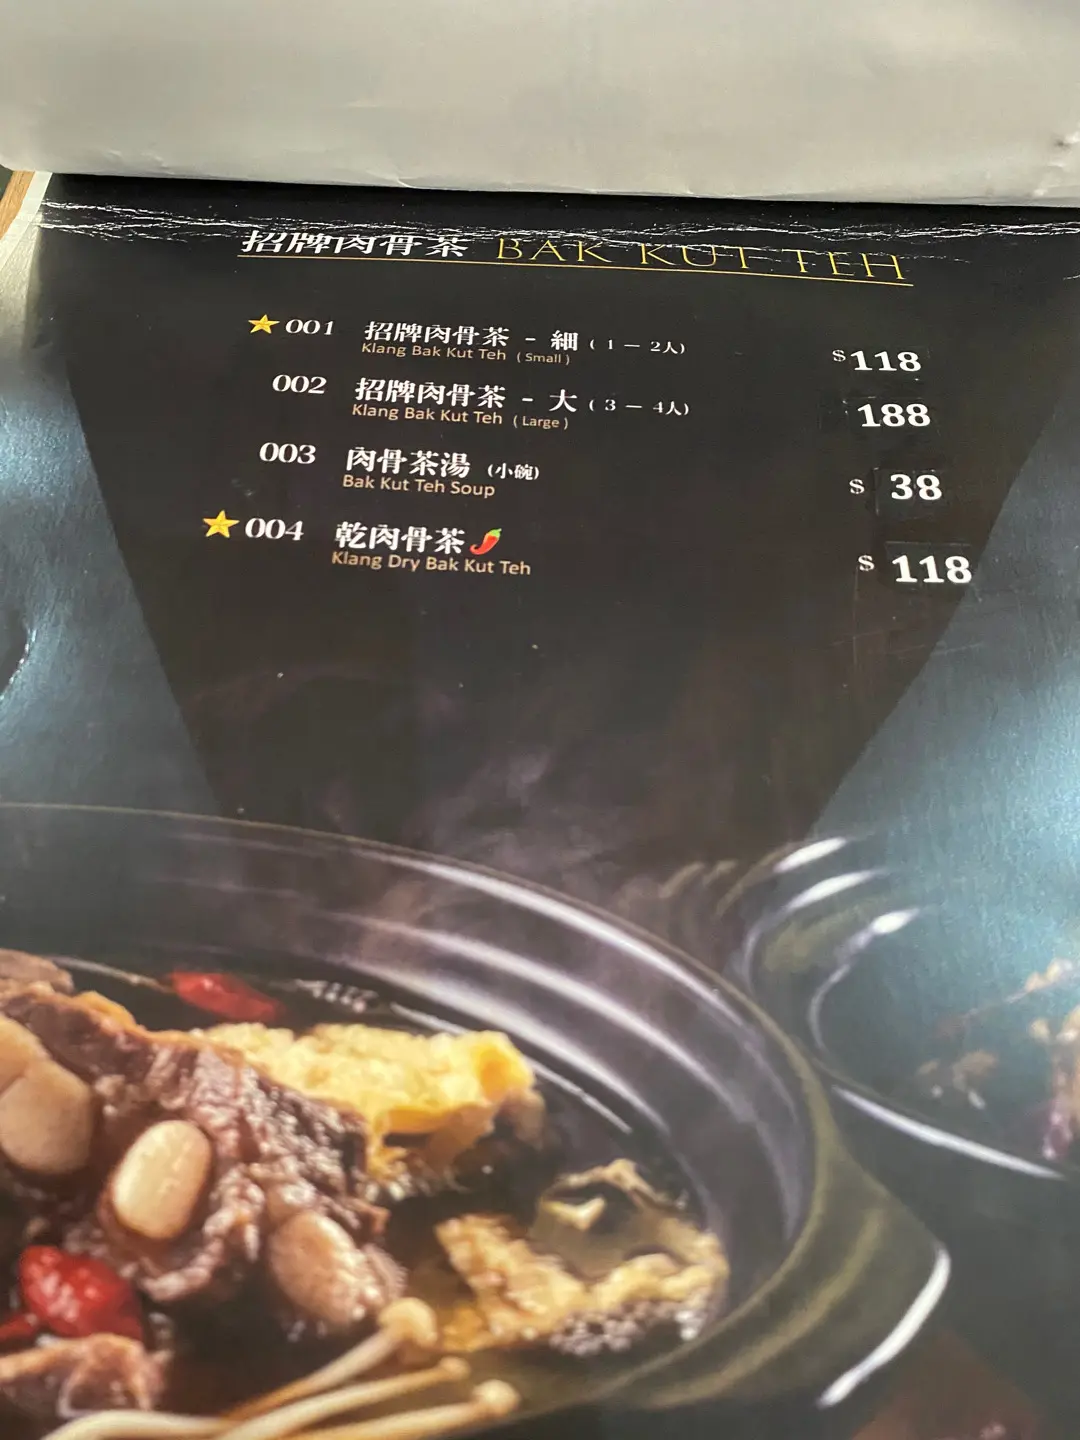 招牌肉骨茶 BAK KUT TEH
001 招牌肉骨茶 - 細 ( 1 — 2人) $118
Klang Bak Kut Teh ( Small )
002 招牌肉骨茶 - 大 ( 3 — 4人) 188
Klang Bak Kut Teh ( Large )
003 肉骨茶湯 (小碗) $ 38
Bak Kut Teh Soup
004 乾肉骨茶 $ 118
Klang Dry Bak Kut Teh